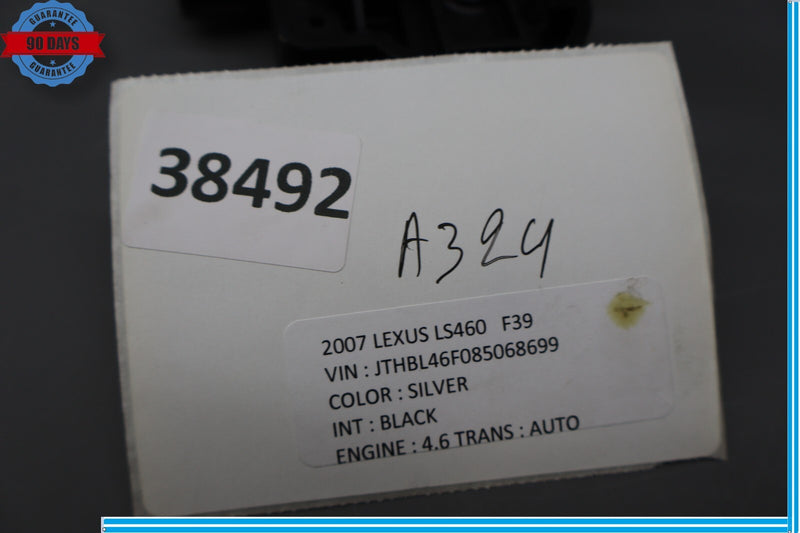 GUARANTEE
90 DAYS
GUARANTEE
38492
A324
2007 LEXUS LS460 F39
VIN : JTHBL46F085068699
COLOR : SILVER
INT : BLACK
ENGINE : 4.6 TRANS : AUTO